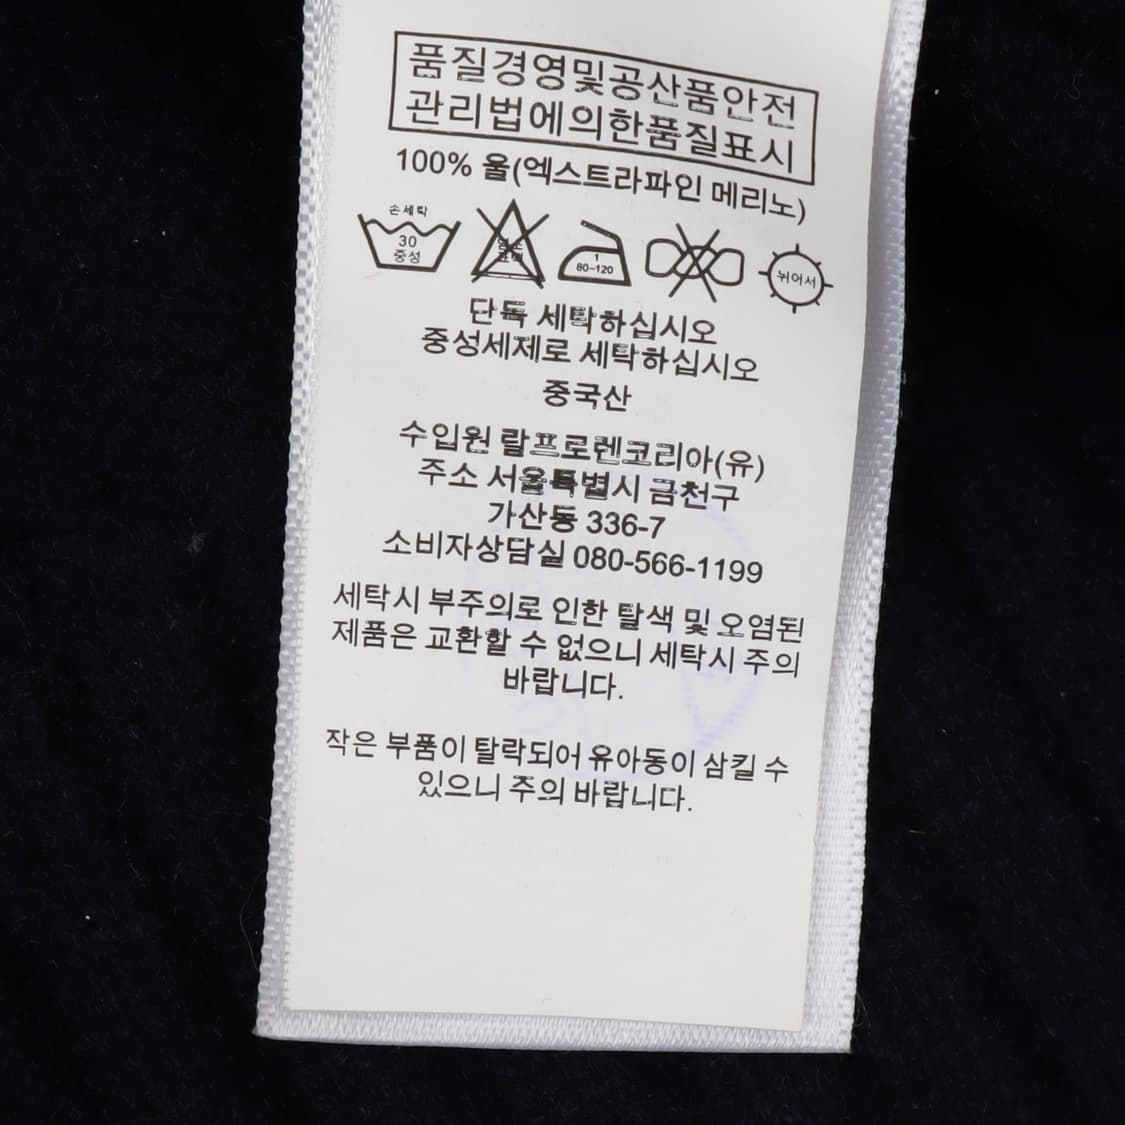 품질경영및공산품안전
관리법에의한품질표시
100% 울(엑스트라파인 메리노)
손세탁
30
중성
염소
표백
1
80-120
뉘어서
단독 세탁하십시오
중성세제로 세탁하십시오
중국산
수입원 랄프로렌코리아(유)
주소 서울특별시 금천구
가산동 336-7
소비자상담실 080-566-1199
세탁시 부주의로 인한 탈색 및 오염된
제품은 교환할 수 없으니 세탁시 주의
바랍니다.
작은 부품이 탈락되어 유아동이 삼킬 수
있으니 주의 바랍니다.